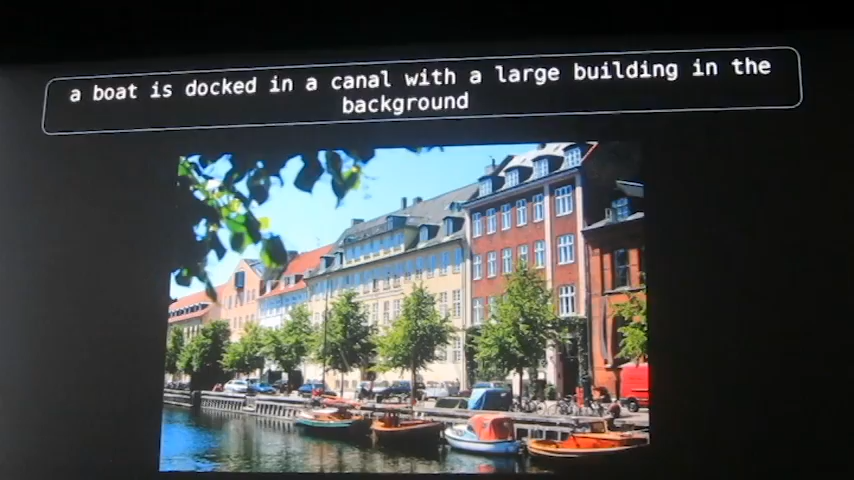 a boat is docked in a canal with a large building in the
background